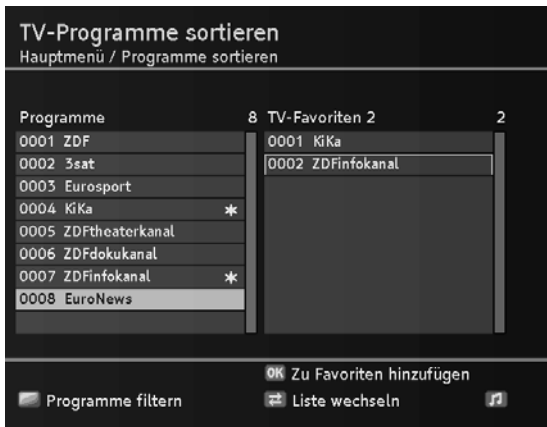 TV-Programme sortieren
Hauptmenü / Programme sortieren
Programme 8
0001 ZDF
0002 3sat
0003 Eurosport
0004 KiKa *
0005 ZDFtheaterkanal
0006 ZDFdokukanal
0007 ZDFinfokanal *
0008 EuroNews
TV-Favoriten 2 2
0001 KiKa
0002 ZDFinfokanal
OK Zu Favoriten hinzufügen
Programme filtern
Liste wechseln